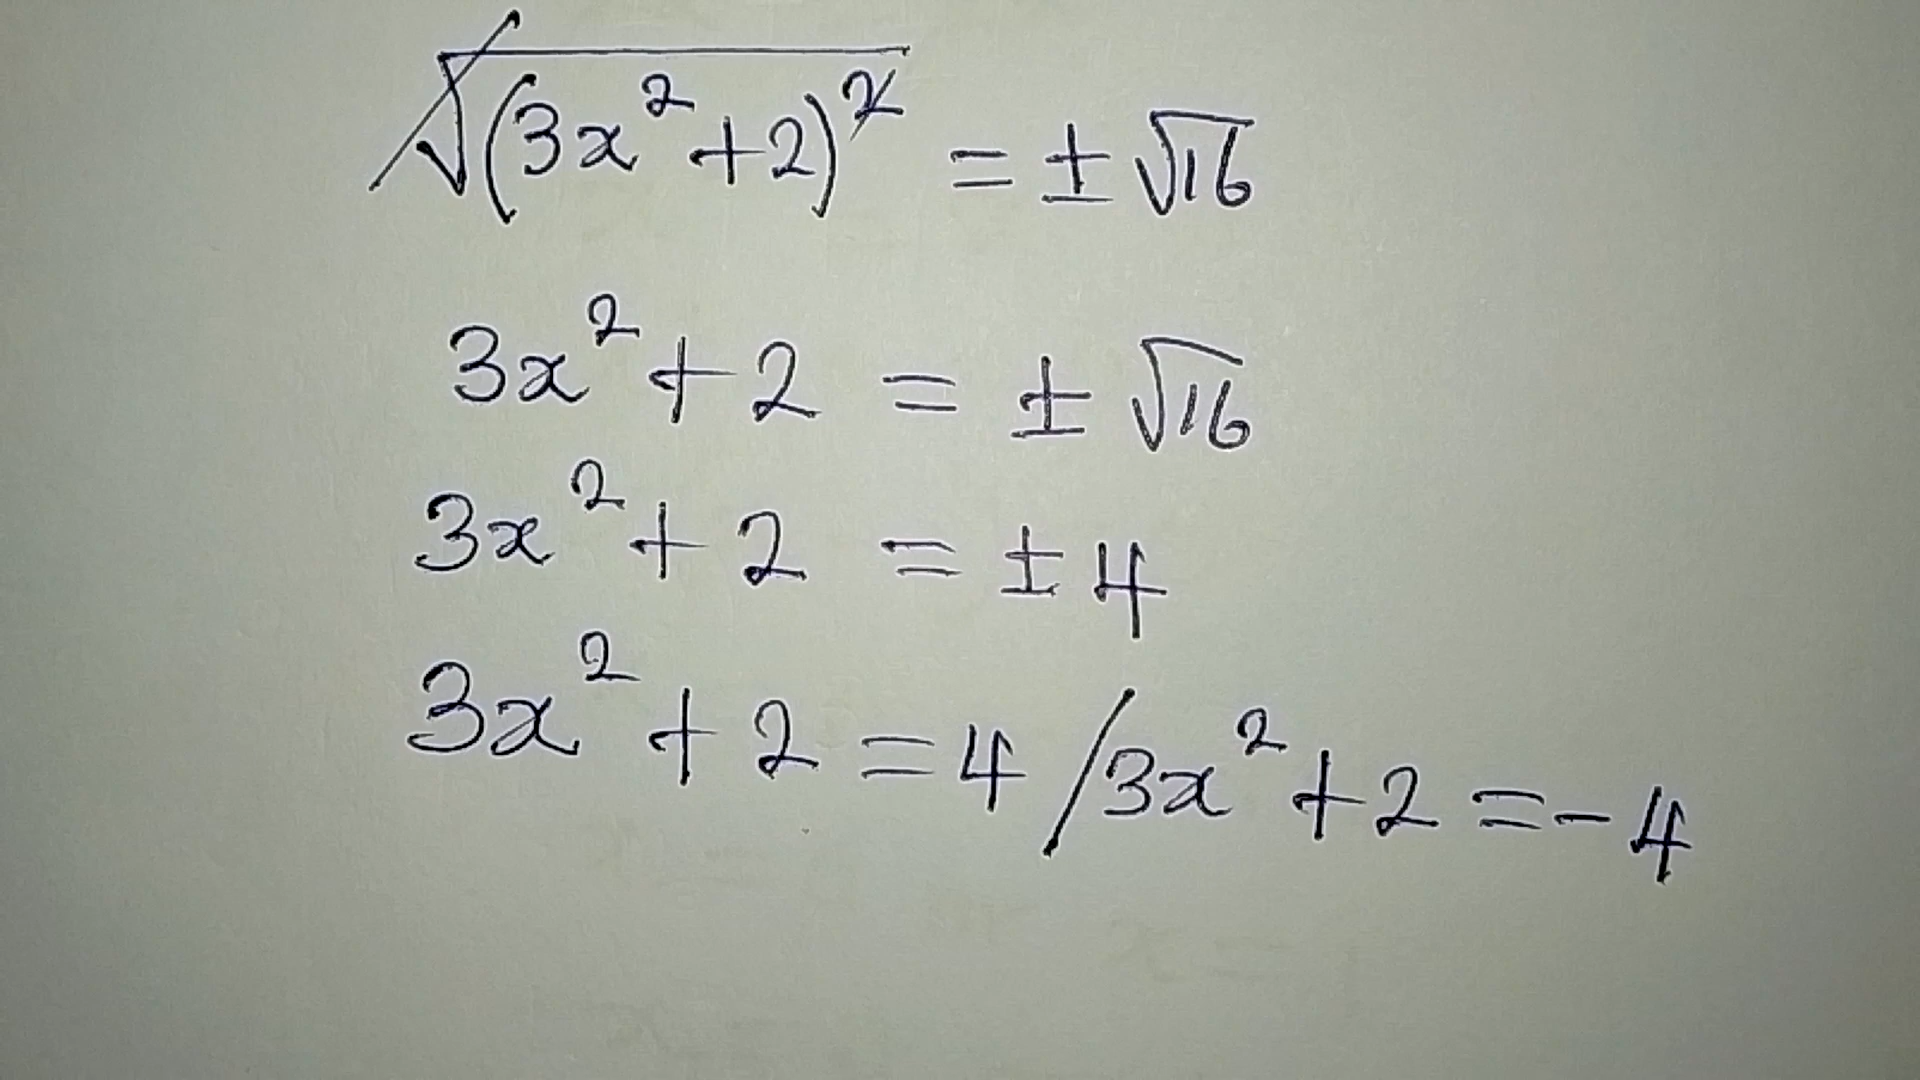 √(3x²+2)² = ±√16
3x²+2 = ±√16
3x²+2 = ±4
3x²+2=4/3x²+2=-4